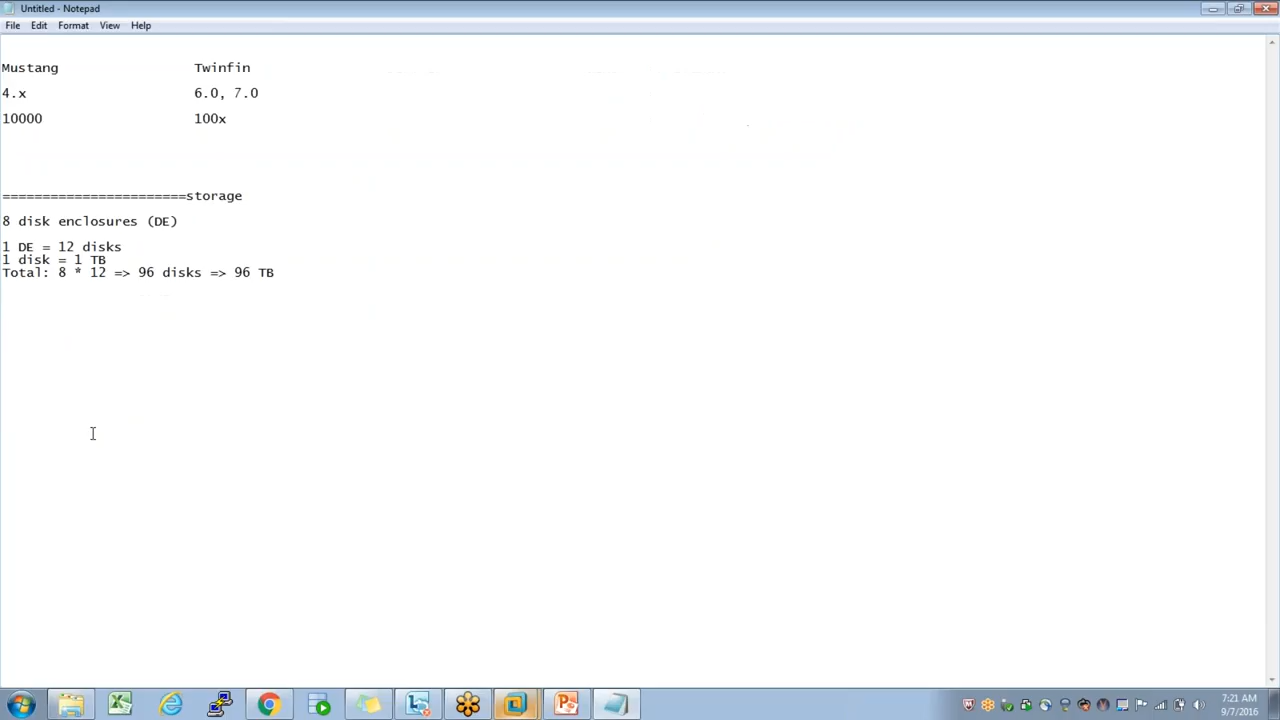 Untitled - Notepad
File Edit Format View Help
Mustang Twinfin
4.x 6.0, 7.0
10000 100x
=======================storage
8 disk enclosures (DE)
1 DE = 12 disks
1 disk = 1 TB
Total: 8 * 12 => 96 disks => 96 TB
7:21 AM
9/7/2016